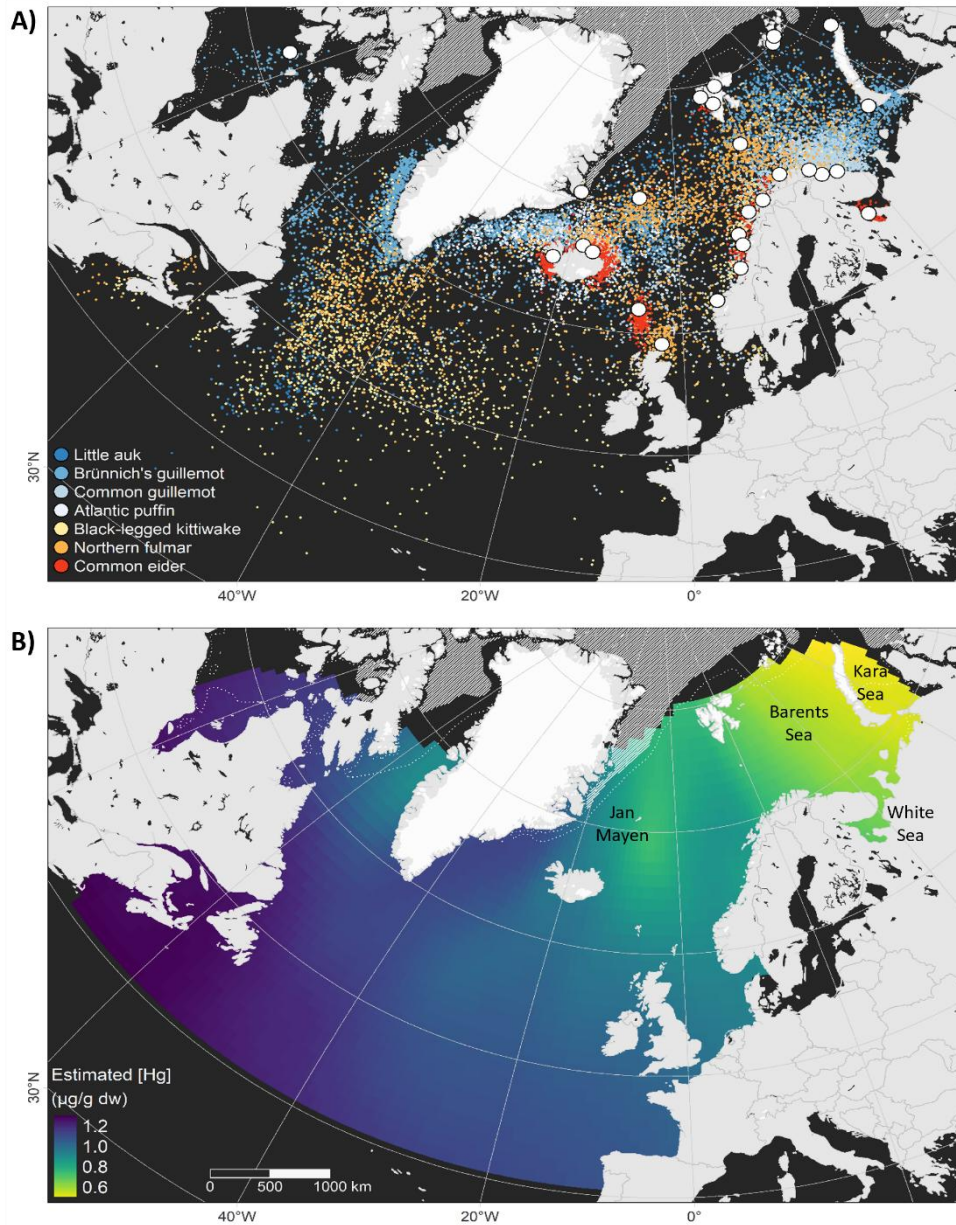 A)
30°N
Little auk
Brünnich's guillemot
Common guillemot
Atlantic puffin
Black-legged kittiwake
Northern fulmar
Common eider
40°W
20°W
0°
B)
Kara
Sea
Barents
Sea
White
Sea
Jan
Mayen
30°N
Estimated [Hg]
(µg/g dw)
1.2
1.0
0.8
0.6
0
500
1000 km
40°W
20°W
0°